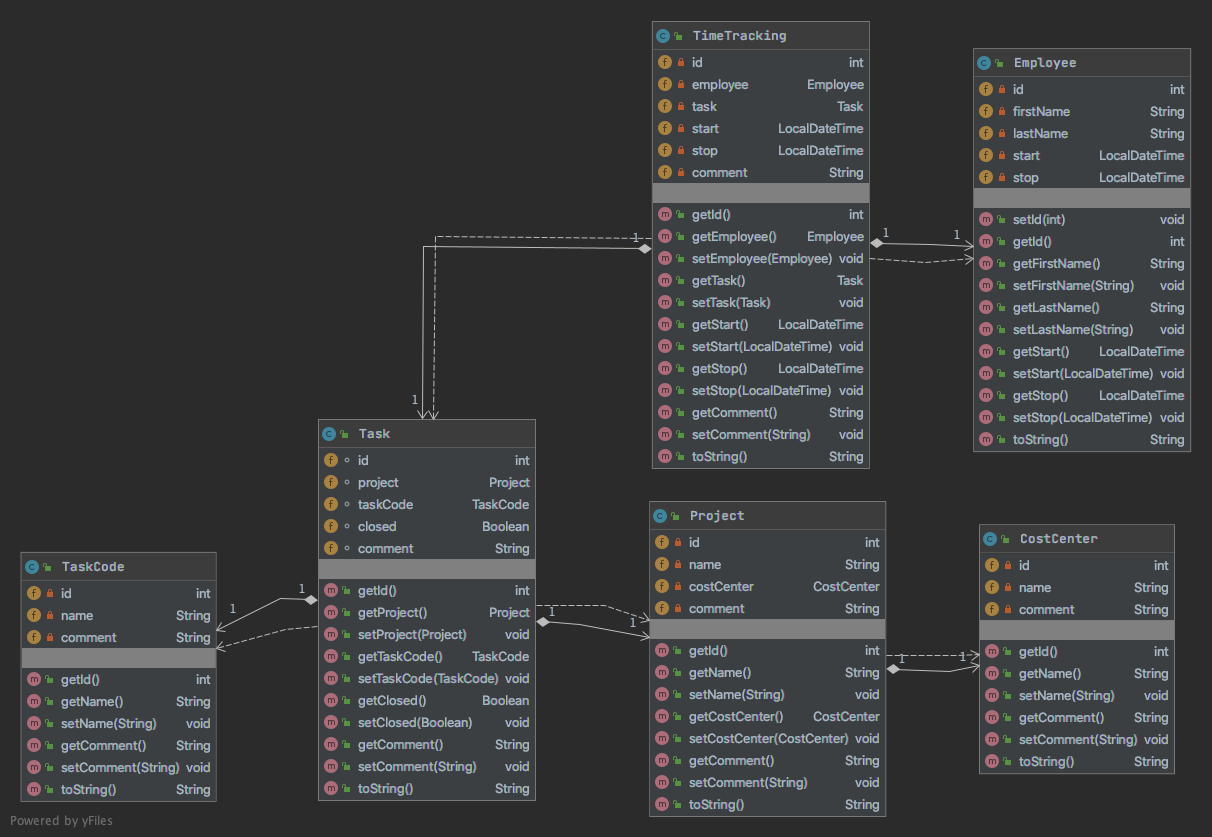 TimeTracking
id int
employee Employee
task Task
start LocalDateTime
stop LocalDateTime
comment String
getId() int
getEmployee() Employee
setEmployee(Employee) void
getTask() Task
setTask(Task) void
getStart() LocalDateTime
setStart(LocalDateTime) void
getStop() LocalDateTime
setStop(LocalDateTime) void
getComment() String
setComment(String) void
toString() String
1
1
1
1
Employee
id int
firstName String
lastName String
start LocalDateTime
stop LocalDateTime
setId(int) void
getId() int
getFirstName() String
setFirstName(String) void
getLastName() String
setLastName(String) void
getStart() LocalDateTime
setStart(LocalDateTime) void
getStop() LocalDateTime
setStop(LocalDateTime) void
toString() String
Task
id int
project Project
taskCode TaskCode
closed Boolean
comment String
getId() int
getProject() Project
setProject(Project) void
getTaskCode() TaskCode
setTaskCode(TaskCode) void
getClosed() Boolean
setClosed(Boolean) void
getComment() String
setComment(String) void
toString() String
1
1
1
1
Project
id int
name String
costCenter CostCenter
comment String
getId() int
getName() String
setName(String) void
getCostCenter() CostCenter
setCostCenter(CostCenter) void
getComment() String
setComment(String) void
toString() String
1
1
CostCenter
id int
name String
comment String
getId() int
getName() String
setName(String) void
getComment() String
setComment(String) void
toString() String
TaskCode
id int
name String
comment String
getId() int
getName() String
setName(String) void
getComment() String
setComment(String) void
toString() String
Powered by yFiles